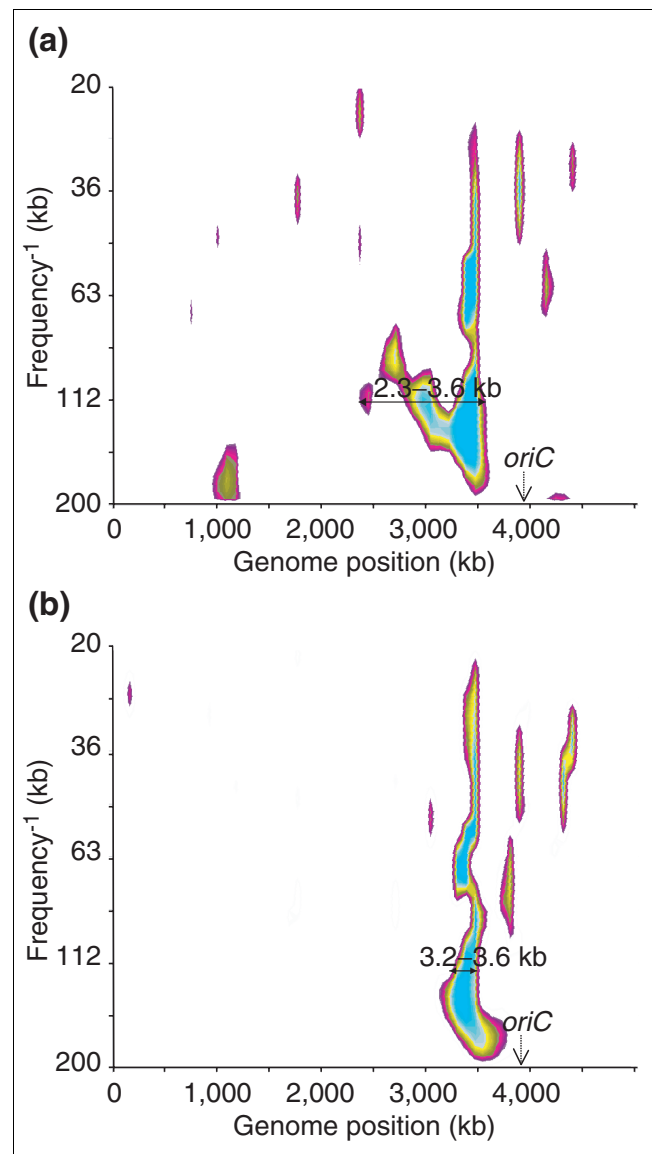 (a)
20
36
63
112
200
Frequency⁻¹ (kb)
2.3–3.6 kb
oriC
0 1,000 2,000 3,000 4,000
Genome position (kb)
(b)
20
36
63
112
200
Frequency⁻¹ (kb)
3.2–3.6 kb
oriC
0 1,000 2,000 3,000 4,000
Genome position (kb)